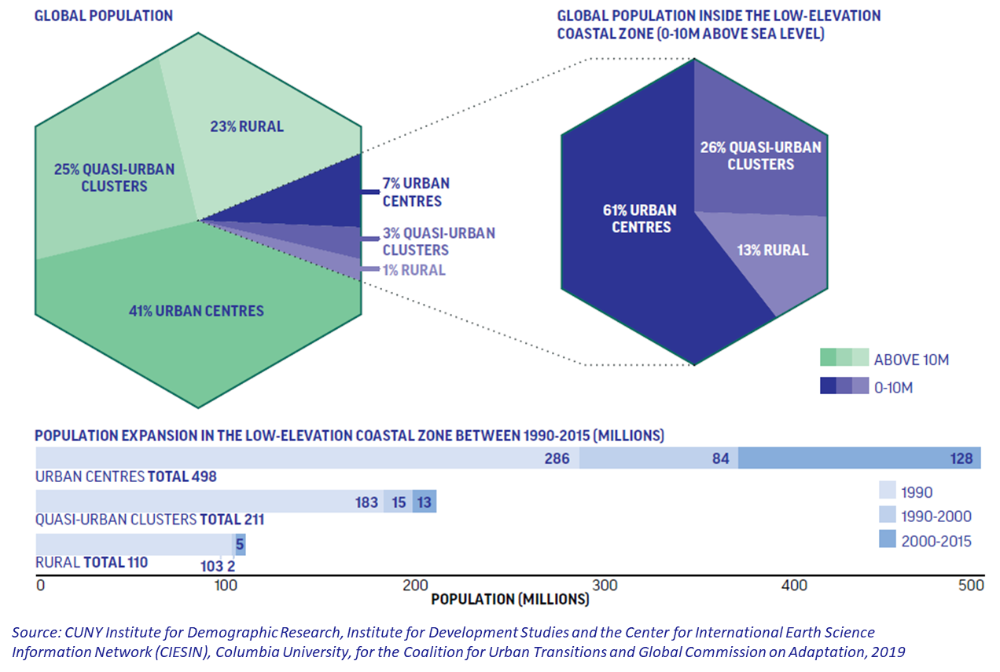 GLOBAL POPULATION
23% RURAL
25% QUASI-URBAN
CLUSTERS
41% URBAN CENTRES
7% URBAN
CENTRES
3% QUASI-URBAN
CLUSTERS
1% RURAL
GLOBAL POPULATION INSIDE THE LOW-ELEVATION
COASTAL ZONE (0-10M ABOVE SEA LEVEL)
26% QUASI-URBAN
CLUSTERS
61% URBAN
CENTRES
13% RURAL
ABOVE 10M
0-10M
POPULATION EXPANSION IN THE LOW-ELEVATION COASTAL ZONE BETWEEN 1990-2015 (MILLIONS)
286 84 128
URBAN CENTRES TOTAL 498
183 15 13
QUASI-URBAN CLUSTERS TOTAL 211
5
RURAL TOTAL 110
103 2
1990
1990-2000
2000-2015
0 100 200 300 400 500
POPULATION (MILLIONS)
Source: CUNY Institute for Demographic Research, Institute for Development Studies and the Center for International Earth Science
Information Network (CIESIN), Columbia University, for the Coalition for Urban Transitions and Global Commission on Adaptation, 2019